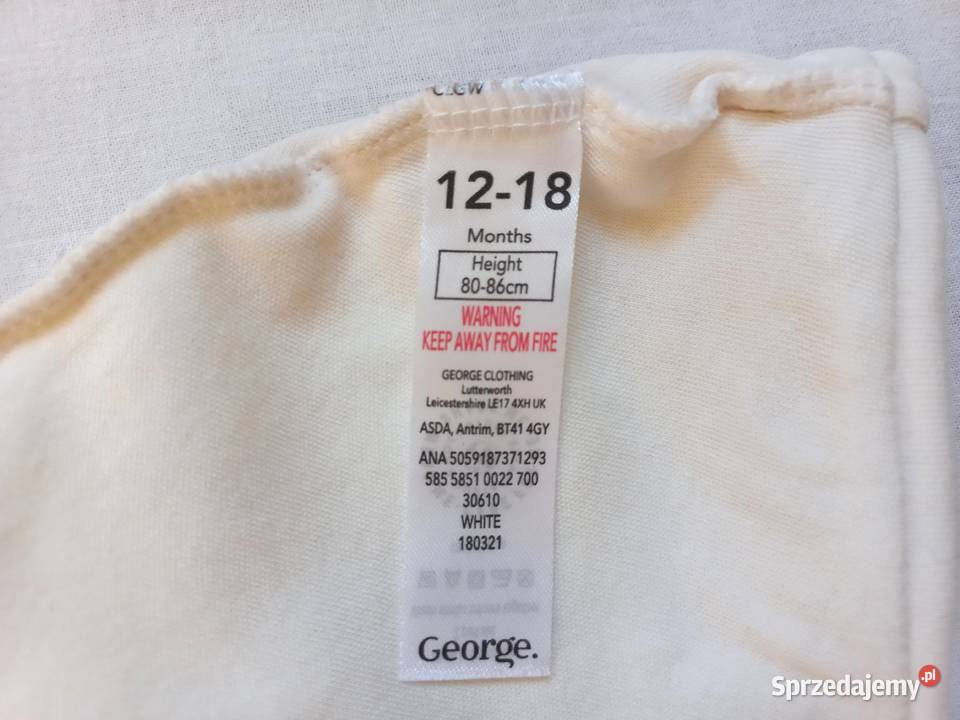 12-18
Months
Height
80-86cm
WARNING
KEEP AWAY FROM FIRE
GEORGE CLOTHING
Lutterworth
Leicestershire LE17 4XH UK
ASDA, Antrim, BT41 4GY
ANA 5059187371293
585 5851 0022 700
30610
WHITE
180321
George.
Sprzedajemy.pl